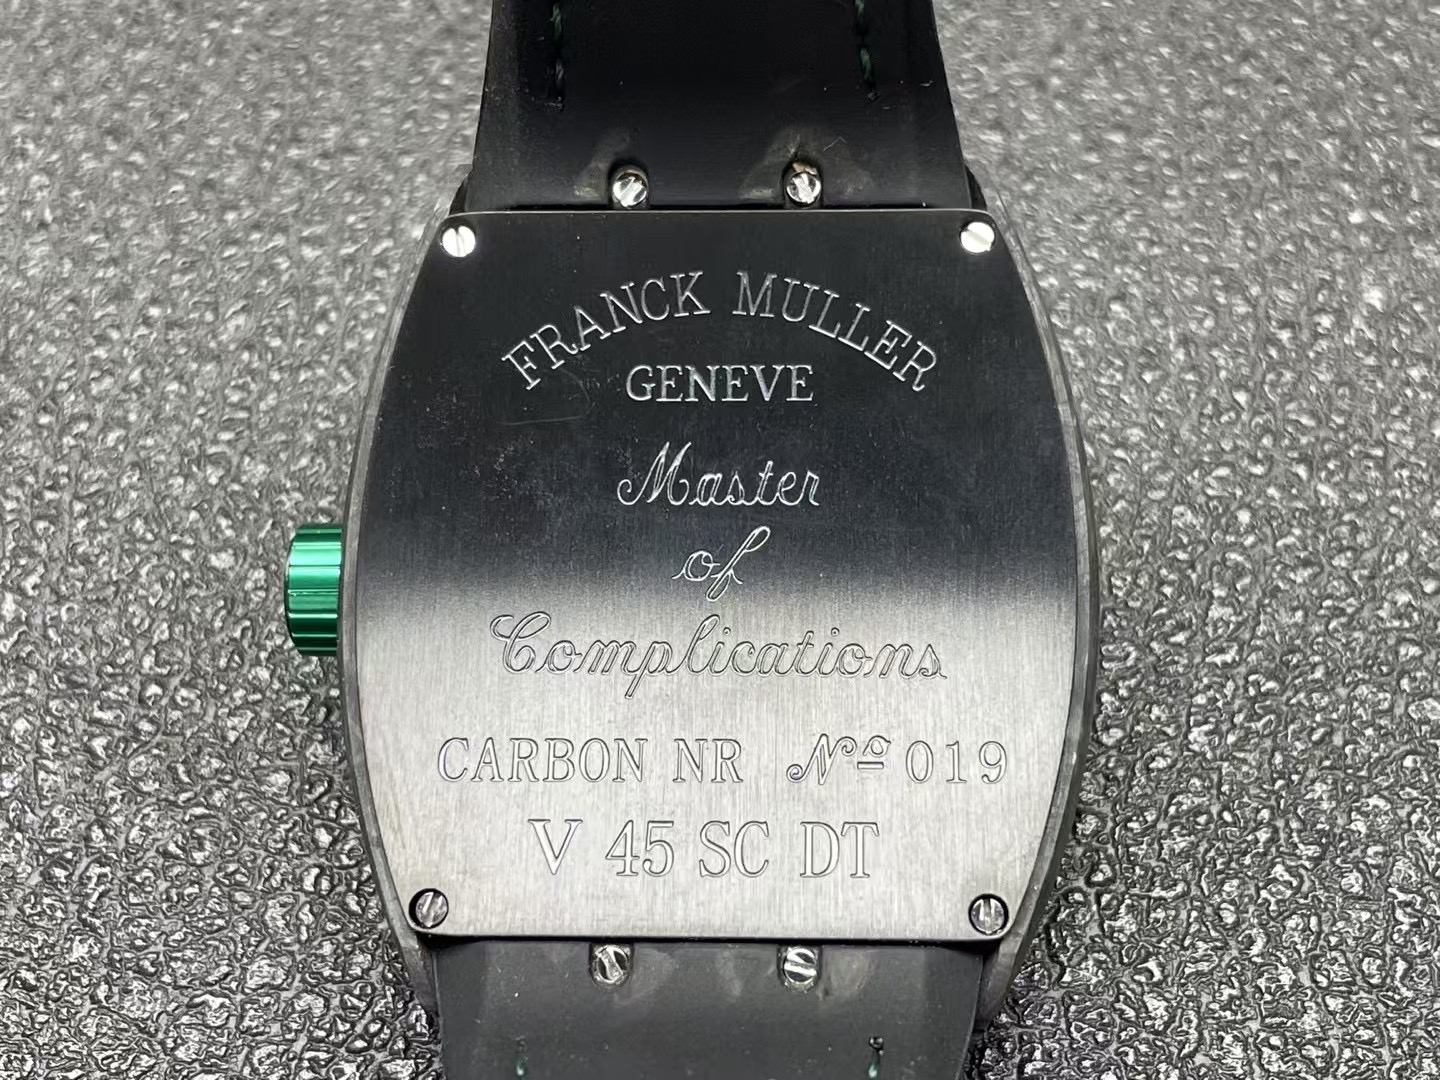 FRANCK MULLER
GENEVE
Master
of
Complications
CARBON NR Nº 019
V 45 SC DT